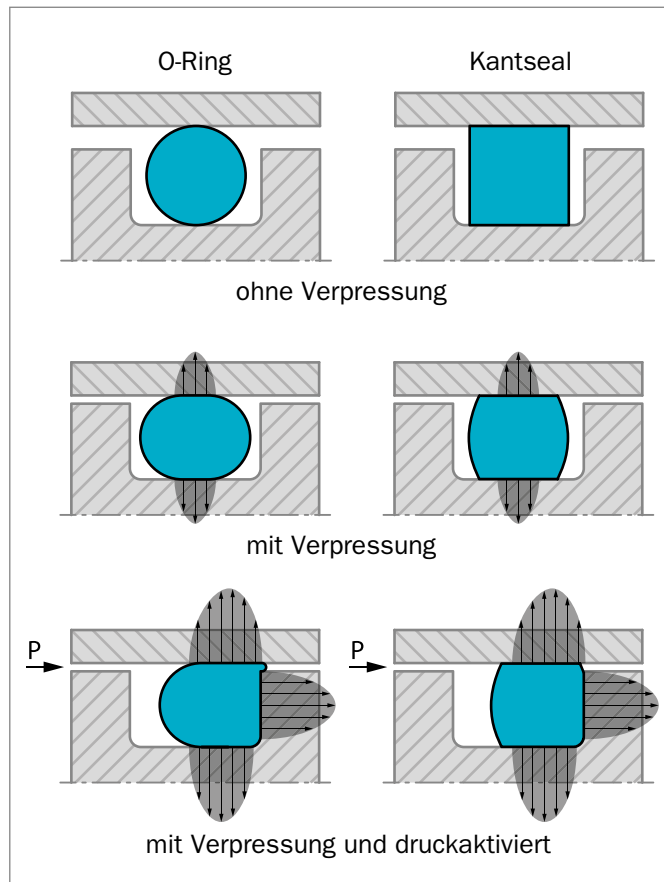 O-Ring Kantseal
ohne Verpressung
mit Verpressung
P P
mit Verpressung und druckaktiviert